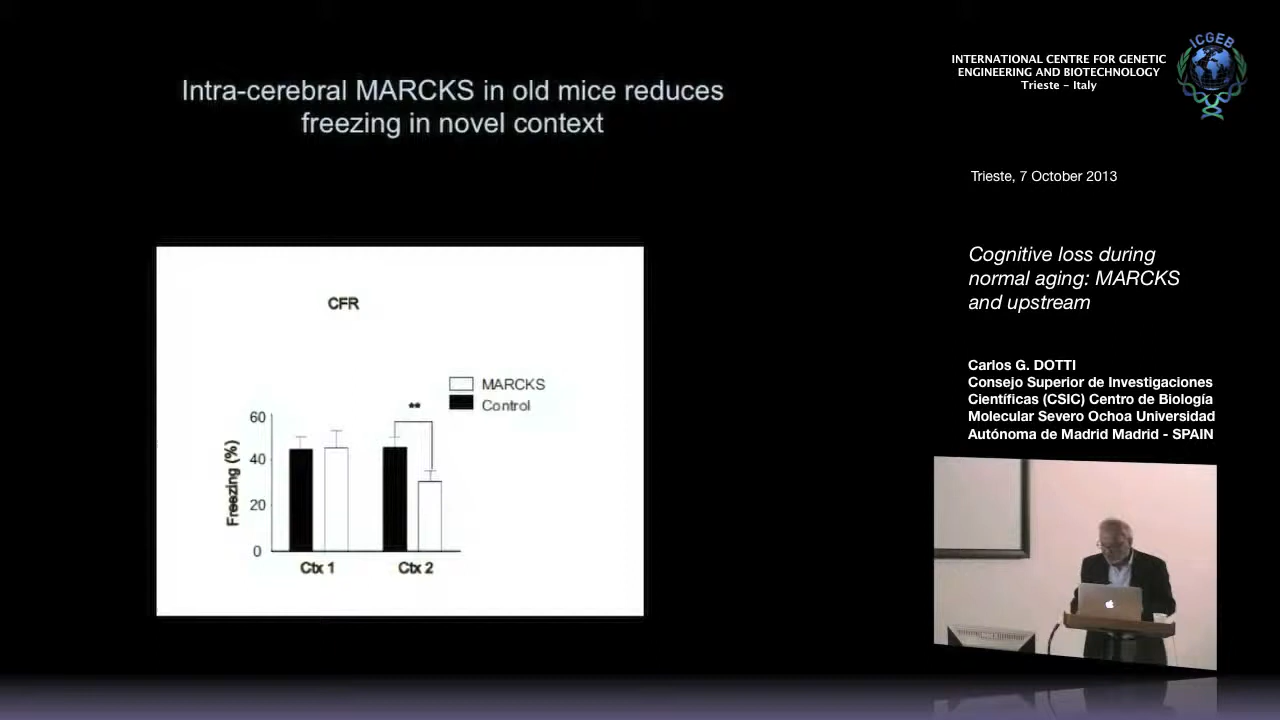 Intra-cerebral MARCKS in old mice reduces
freezing in novel context
CFR
MARCKS
Control
**
60
40
20
0
Freezing (%)
Ctx 1
Ctx 2
INTERNATIONAL CENTRE FOR GENETIC
ENGINEERING AND BIOTECHNOLOGY
Trieste - Italy
ICGEB
Trieste, 7 October 2013
Cognitive loss during
normal aging: MARCKS
and upstream
Carlos G. DOTTI
Consejo Superior de Investigaciones
Científicas (CSIC) Centro de Biología
Molecular Severo Ochoa Universidad
Autónoma de Madrid Madrid - SPAIN